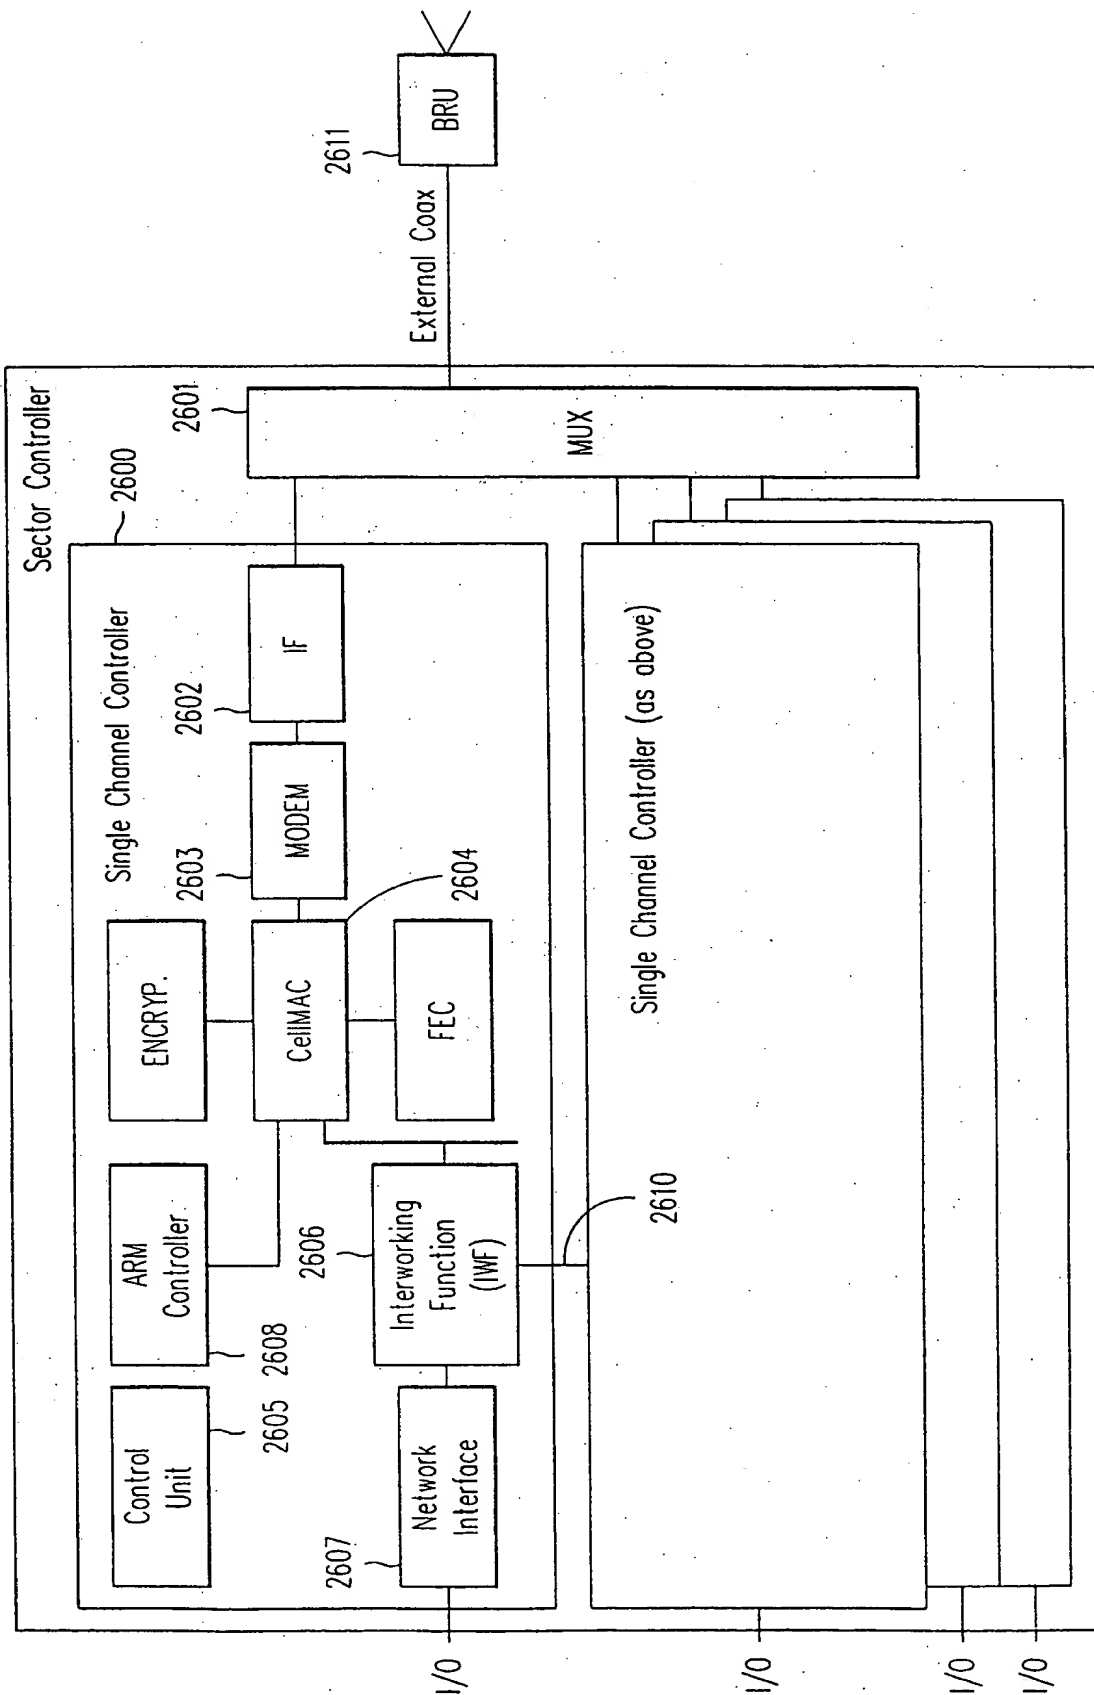 Sector Controller
2600
Single Channel Controller
2601
MUX
External Coax
2611
BRU
Control
Unit
2605
ARM
Controller
2608
ENCRYP.
CellMAC
2604
FEC
2603
MODEM
2602
IF
2607
Network
Interface
2606
Interworking
Function
(IWF)
2610
Single Channel Controller (as above)
I/O
I/O
I/O
I/O